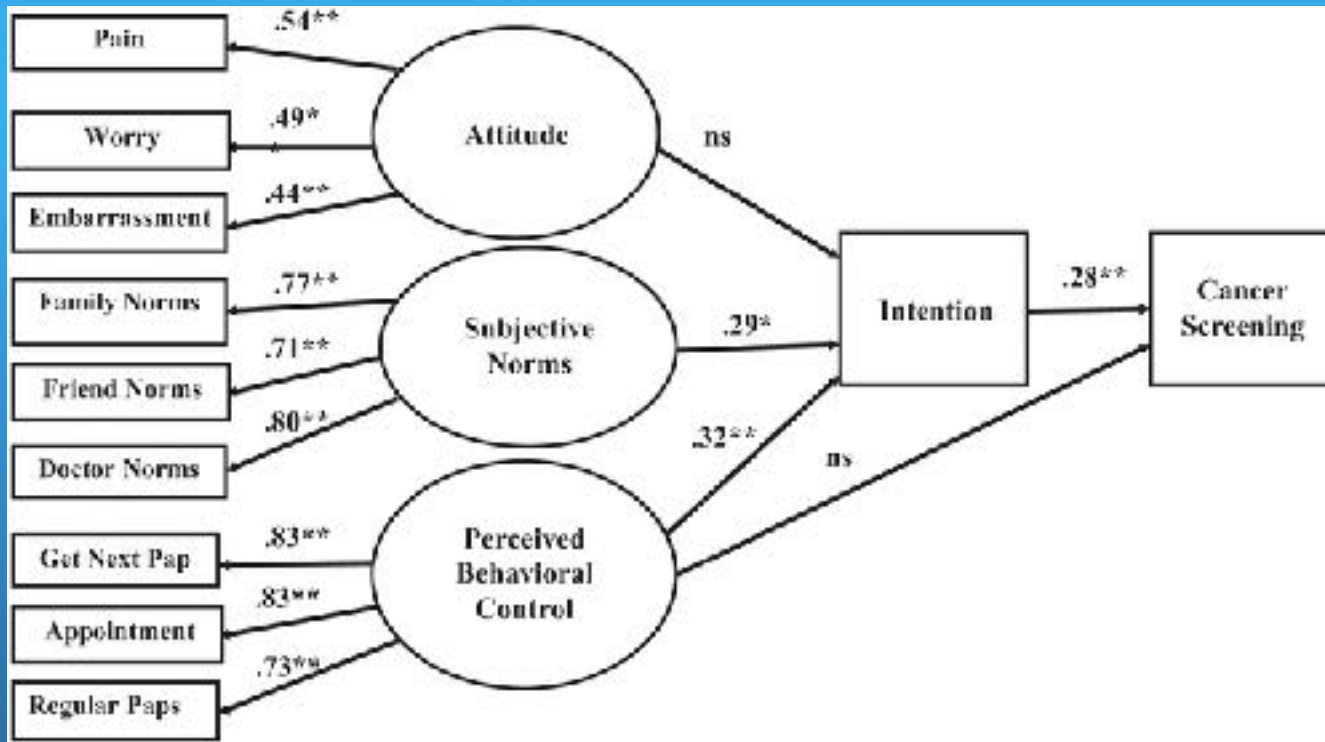 Pain
.54**
Worry
.49*
Embarrassment
.44**
Family Norms
.77**
Friend Norms
.71**
Doctor Norms
.80**
Get Next Pap
.83**
Appointment
.83**
Regular Paps
.73**
Attitude
Subjective
Norms
Perceived
Behavioral
Control
ns
.29*
.32**
ns
Intention
.28**
Cancer
Screening